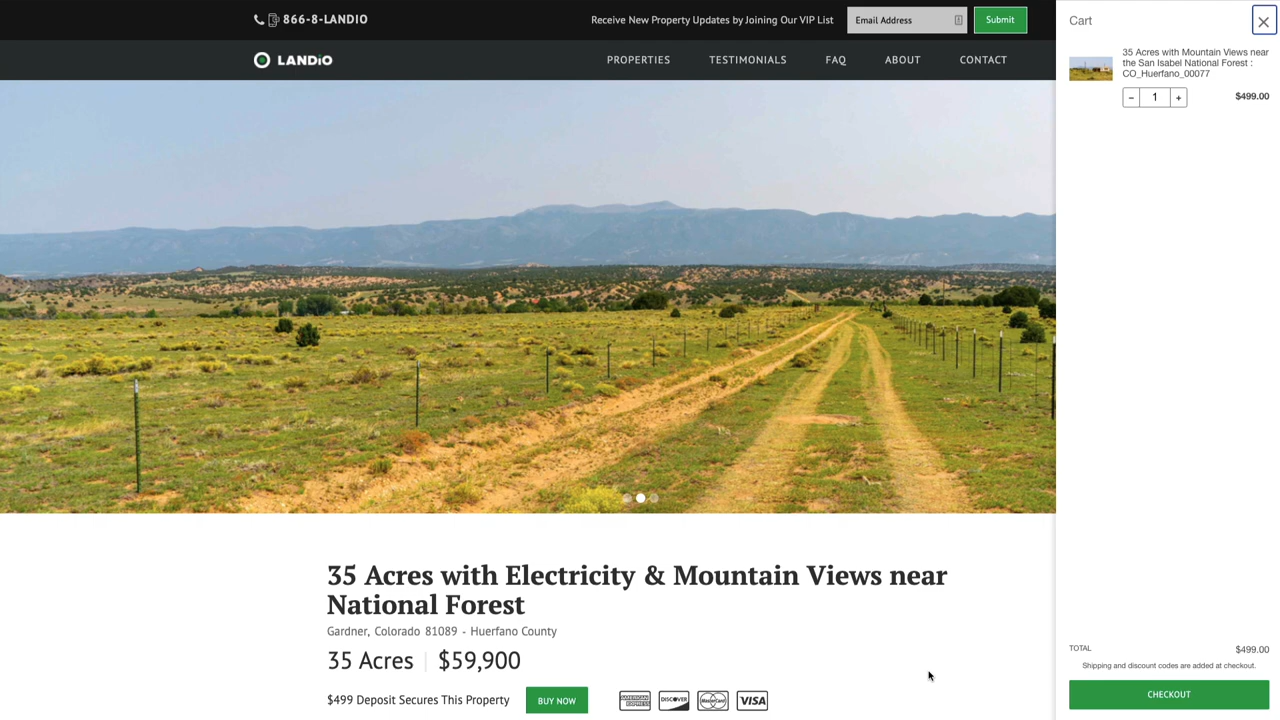 866-8-LANDIO
Receive New Property Updates by Joining Our VIP List
Email Address
Submit
LANDiO
PROPERTIES
TESTIMONIALS
FAQ
ABOUT
CONTACT
Cart
35 Acres with Mountain Views near
the San Isabel National Forest :
CO_Huerfano_00077
− 1 +
$499.00
35 Acres with Electricity & Mountain Views near
National Forest
Gardner, Colorado 81089 - Huerfano County
35 Acres | $59,900
$499 Deposit Secures This Property
BUY NOW
AMERICAN EXPRESS
DISCOVER
MasterCard
VISA
TOTAL
$499.00
Shipping and discount codes are added at checkout.
CHECKOUT